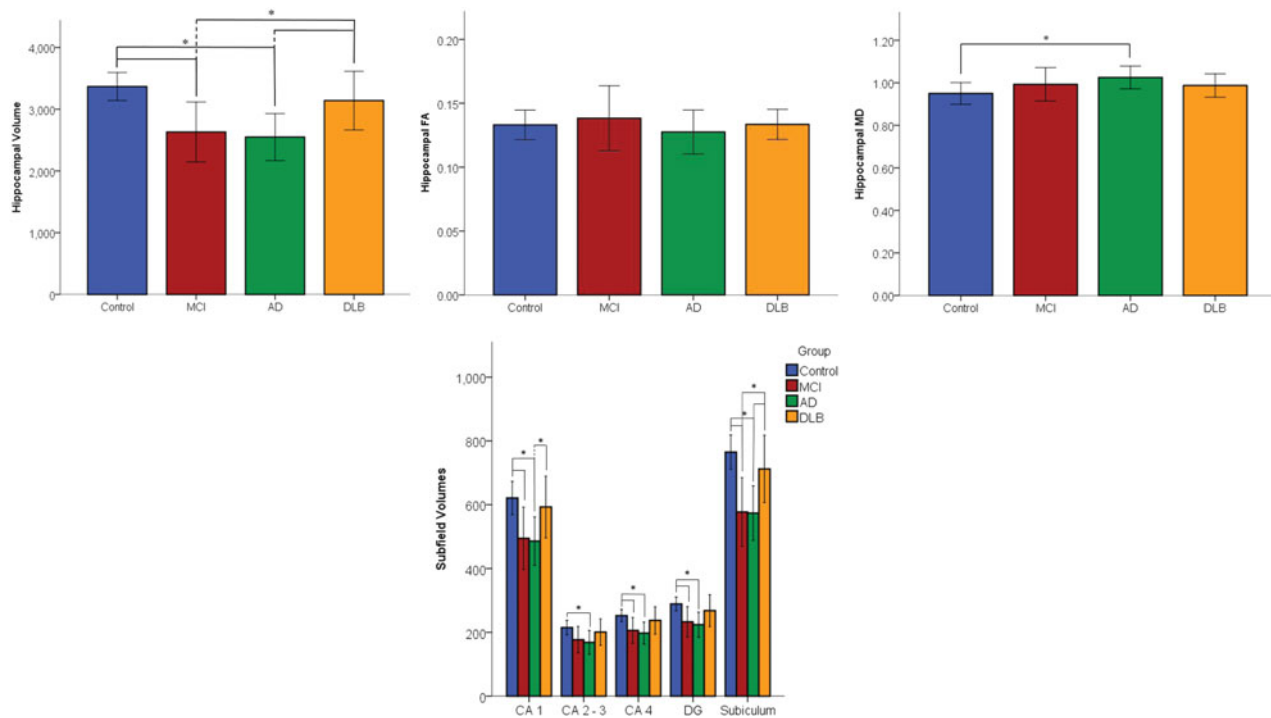 *
*
4,000
3,000
2,000
1,000
0
Hippocampal Volume
Control MCI AD DLB
0.20
0.15
0.10
0.05
0.00
Hippocampal FA
Control MCI AD DLB
*
1.20
1.00
0.80
0.60
0.40
0.20
0.00
Hippocampal MD
Control MCI AD DLB
Group
Control
MCI
AD
DLB
1,000
800
600
400
200
0
Subfield Volumes
* * * * * * *
CA 1 CA 2 - 3 CA 4 DG Subiculum